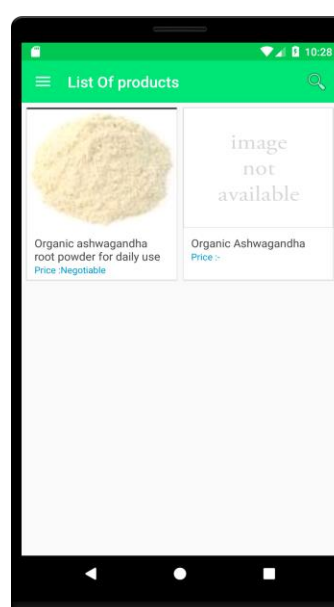 10:28
List Of products
image
not
available
Organic ashwagandha
root powder for daily use
Price :Negotiable
Organic Ashwagandha
Price :-